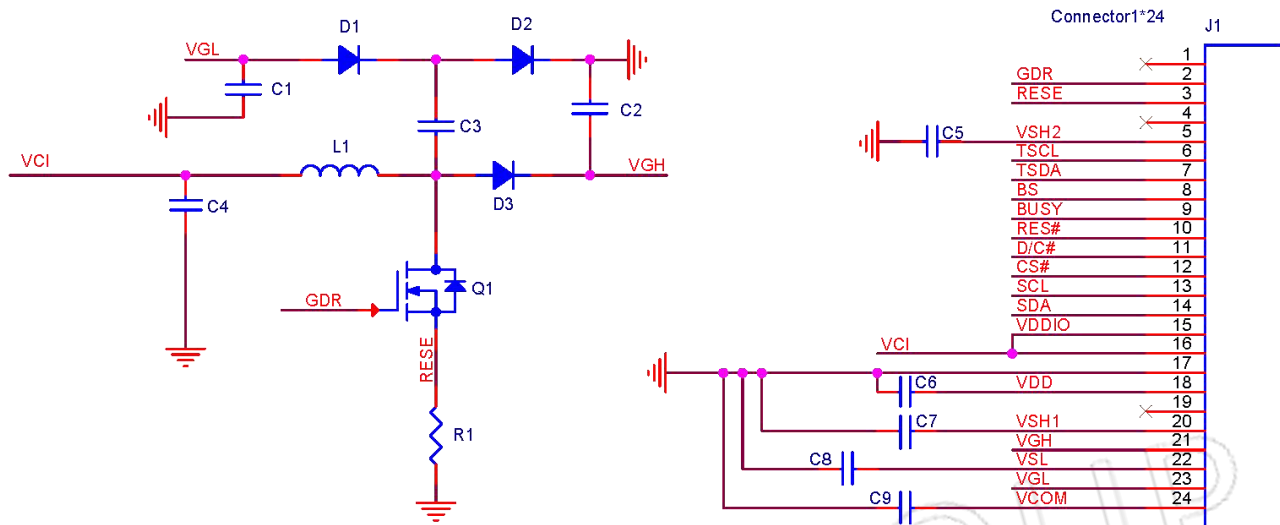 Connector1*24
J1
D1
D2
VGL
C1
C2
C3
L1
VCI
VGH
D3
C4
Q1
GDR
RESE
R1
1
GDR 2
RESE 3
4
C5 VSH2 5
TSCL 6
TSDA 7
BS 8
BUSY 9
RES# 10
D/C# 11
CS# 12
SCL 13
SDA 14
VDDIO 15
VCI 16
17
C6 VDD 18
19
C7 VSH1 20
VGH 21
C8 VSL 22
VGL 23
C9 VCOM 24